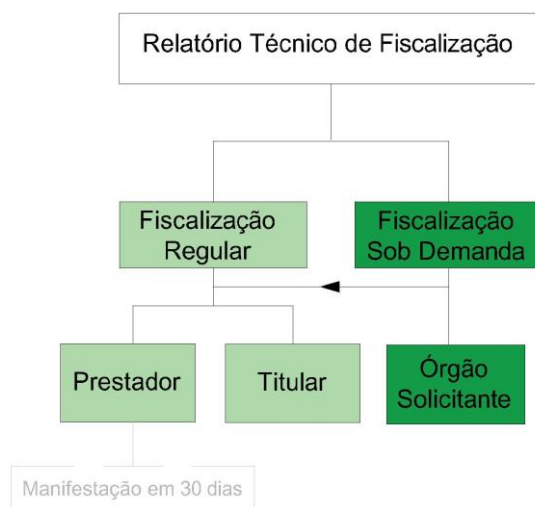 Relatório Técnico de Fiscalização
Fiscalização
Regular
Fiscalização
Sob Demanda
Prestador
Titular
Órgão
Solicitante
Manifestação em 30 dias